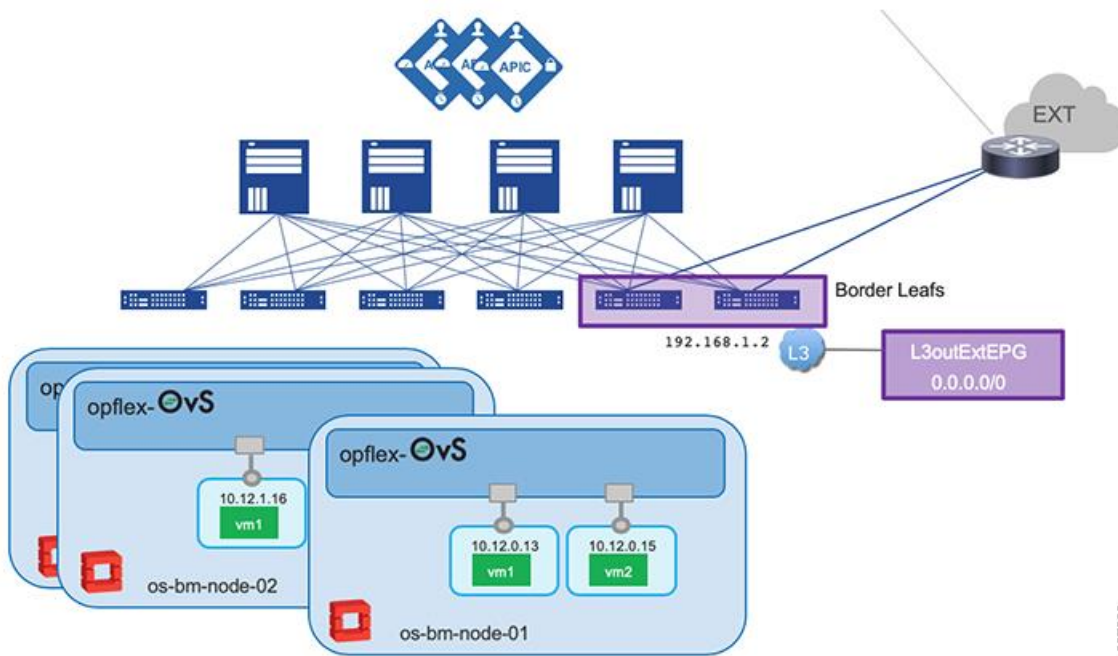 APIC
EXT
Border Leafs
192.168.1.2
L3
L3outExtEPG
0.0.0.0/0
opflex-OvS
10.12.1.16
vm1
os-bm-node-02
opflex-OvS
10.12.0.13
vm1
10.12.0.15
vm2
os-bm-node-01